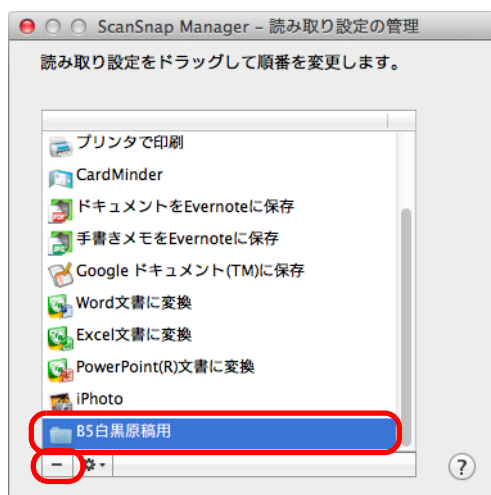 ScanSnap Manager – 読み取り設定の管理
読み取り設定をドラッグして順番を変更します。
プリンタで印刷
CardMinder
ドキュメントをEvernoteに保存
手書きメモをEvernoteに保存
Google ドキュメント(TM)に保存
Word文書に変換
Excel文書に変換
PowerPoint(R)文書に変換
iPhoto
B5白黒原稿用
?